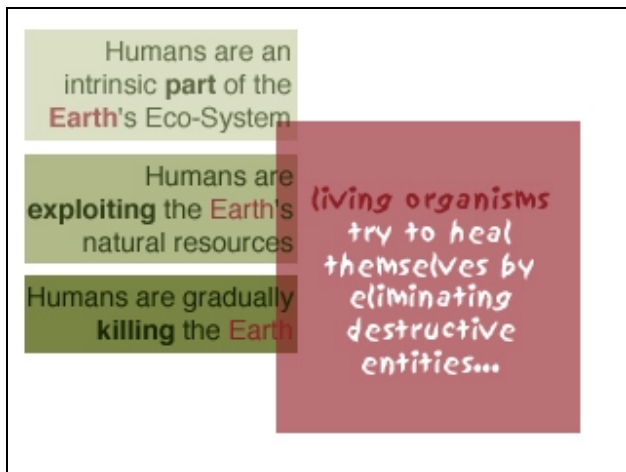 Humans are an
intrinsic part of the
Earth's Eco-System
Humans are
exploiting the Earth's
natural resources
Humans are gradually
killing the Earth
living organisms
try to heal
themselves by
eliminating
destructive
entities...